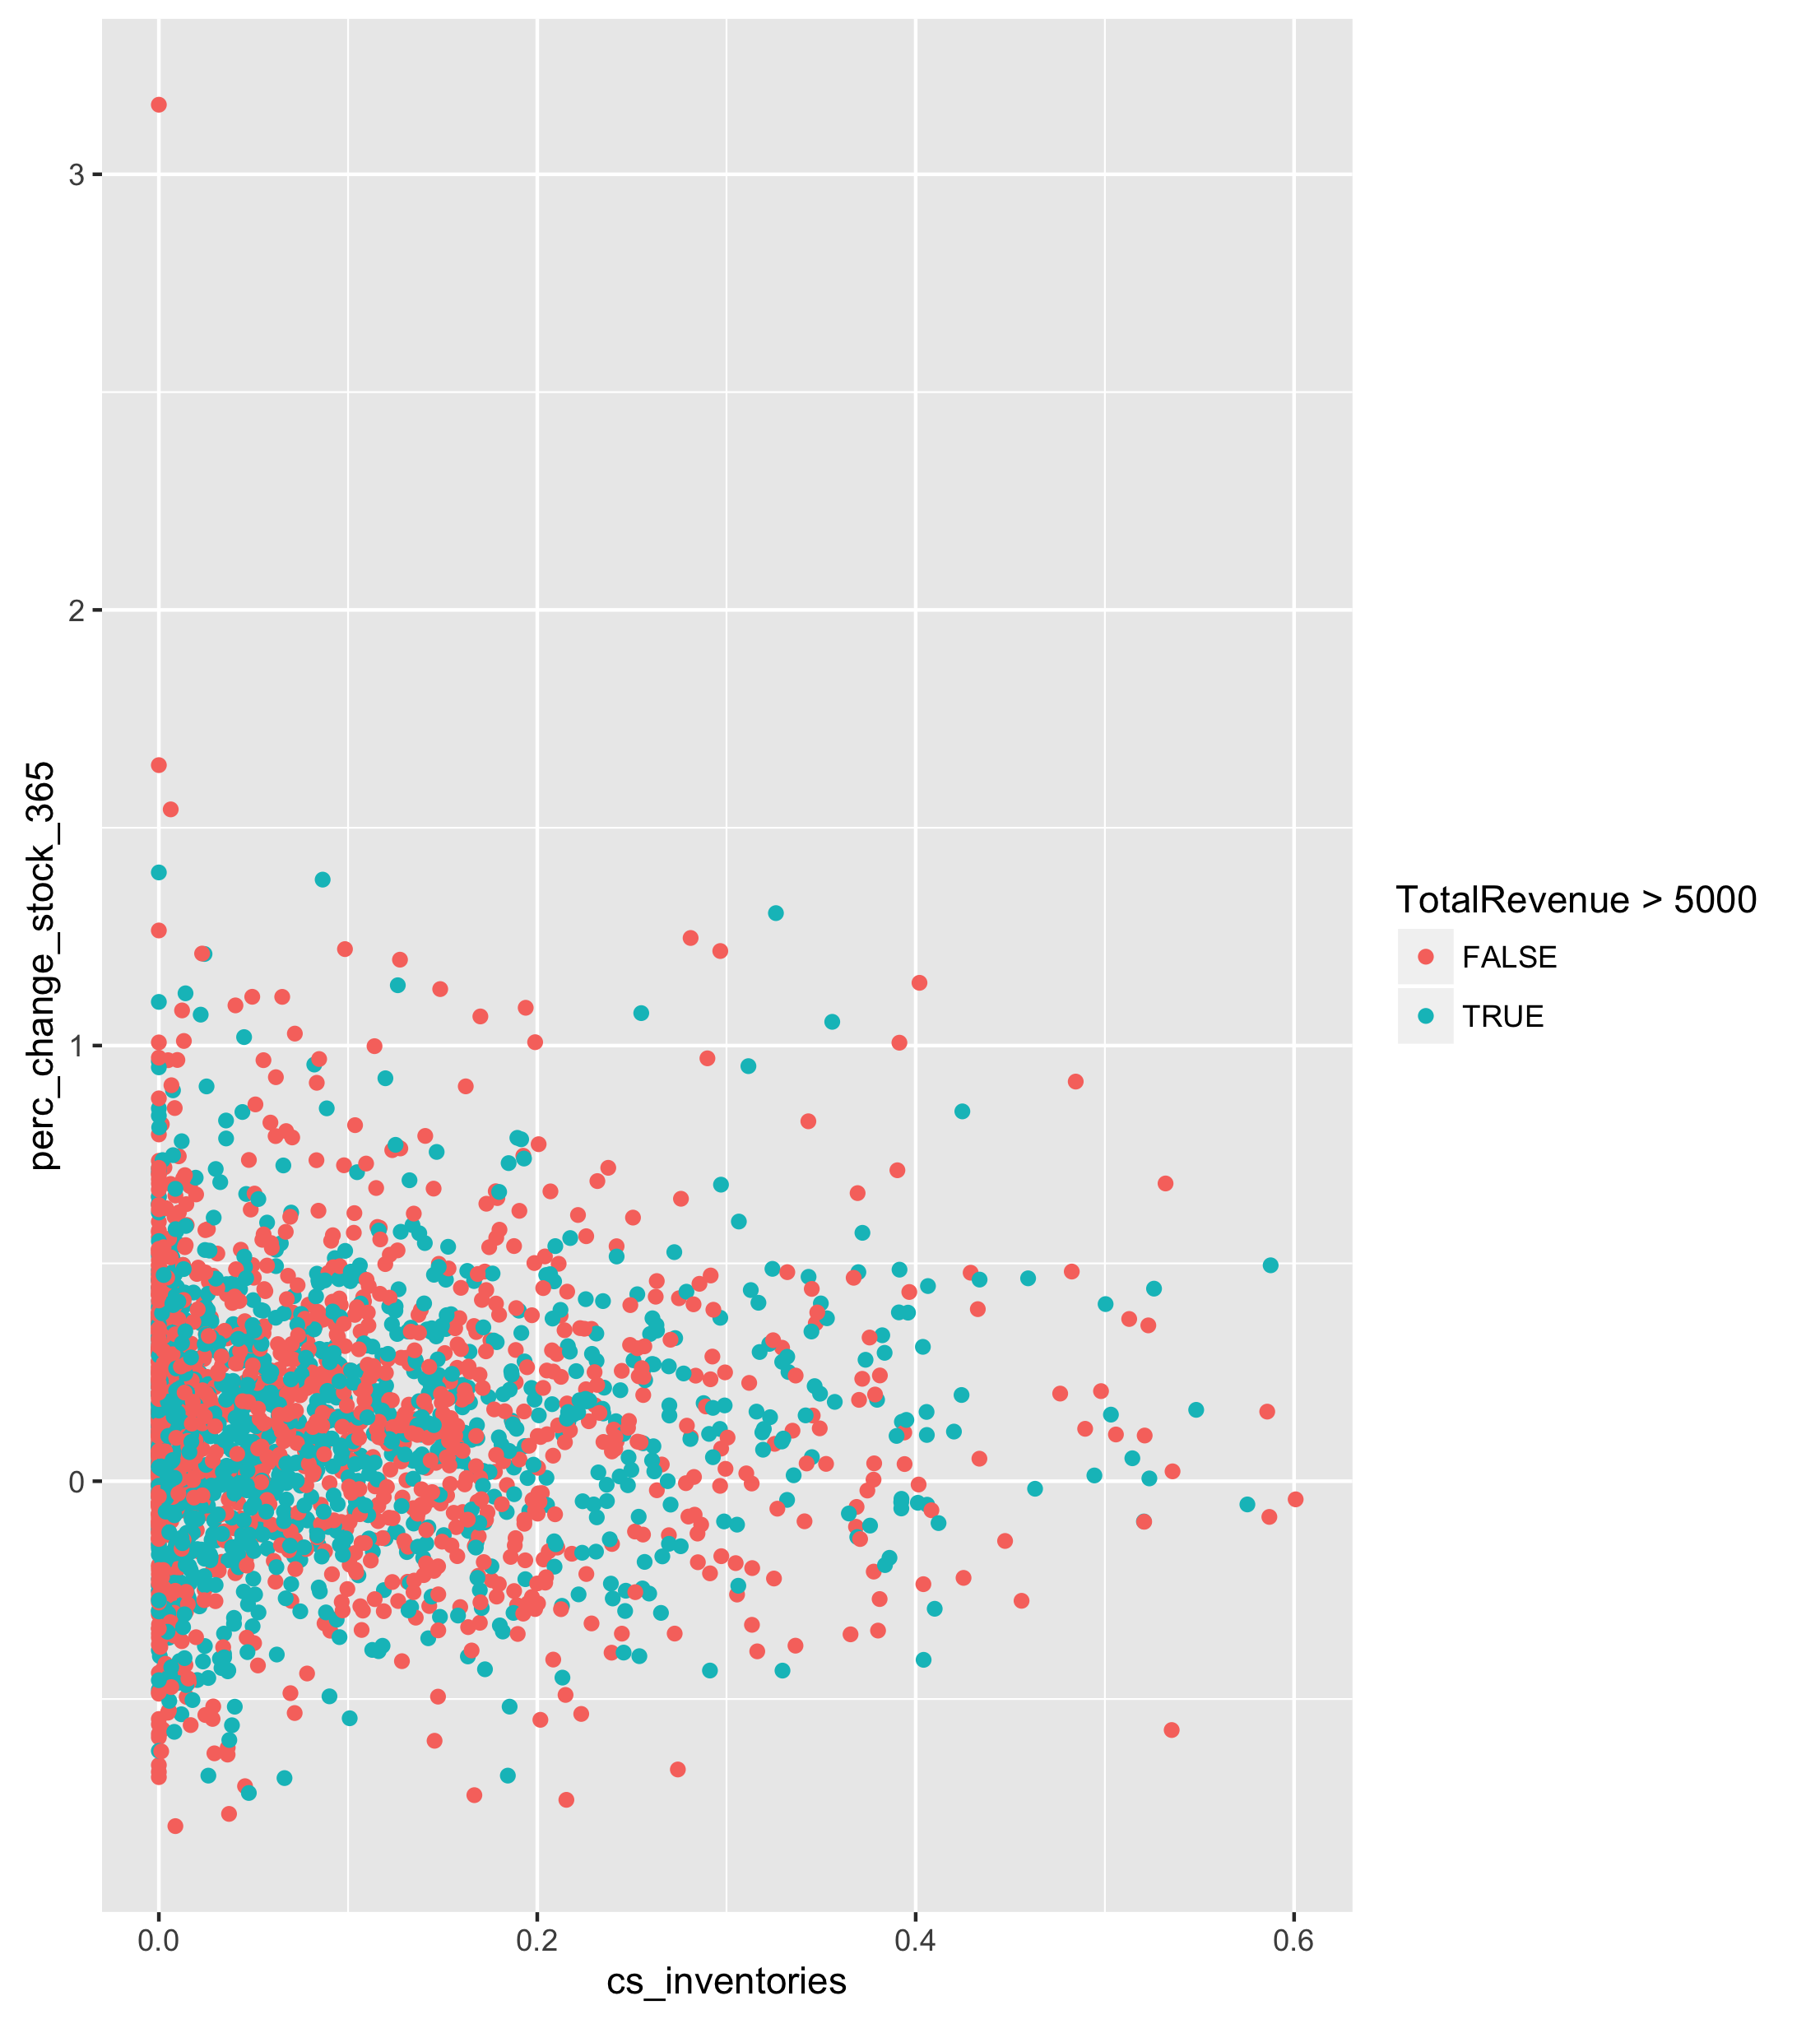 3
2
1
0
perc_change_stock_365
0.0 0.2 0.4 0.6
cs_inventories
TotalRevenue > 5000
FALSE
TRUE